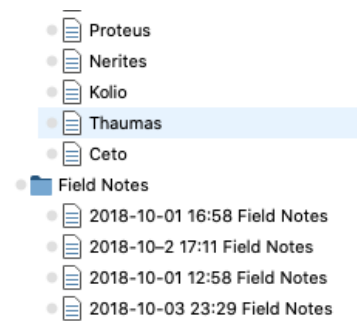 Proteus
Nerites
Kolio
Thaumas
Ceto
Field Notes
2018-10-01 16:58 Field Notes
2018-10–2 17:11 Field Notes
2018-10-01 12:58 Field Notes
2018-10-03 23:29 Field Notes